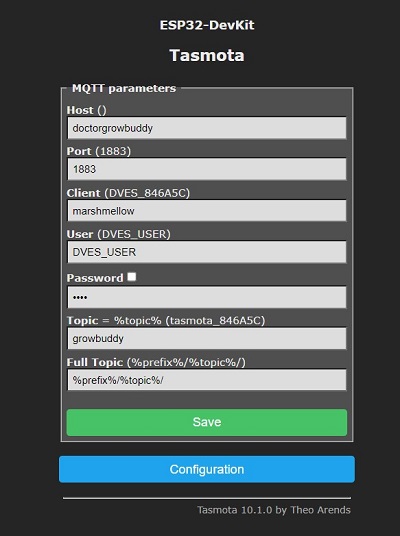 ESP32-DevKit
Tasmota
MQTT parameters
Host ()
doctorgrowbuddy
Port (1883)
1883
Client (DVES_846A5C)
marshmellow
User (DVES_USER)
DVES_USER
Password
••••
Topic = %topic% (tasmota_846A5C)
growbuddy
Full Topic (%prefix%/%topic%/)
%prefix%/%topic%/
Save
Configuration
Tasmota 10.1.0 by Theo Arends